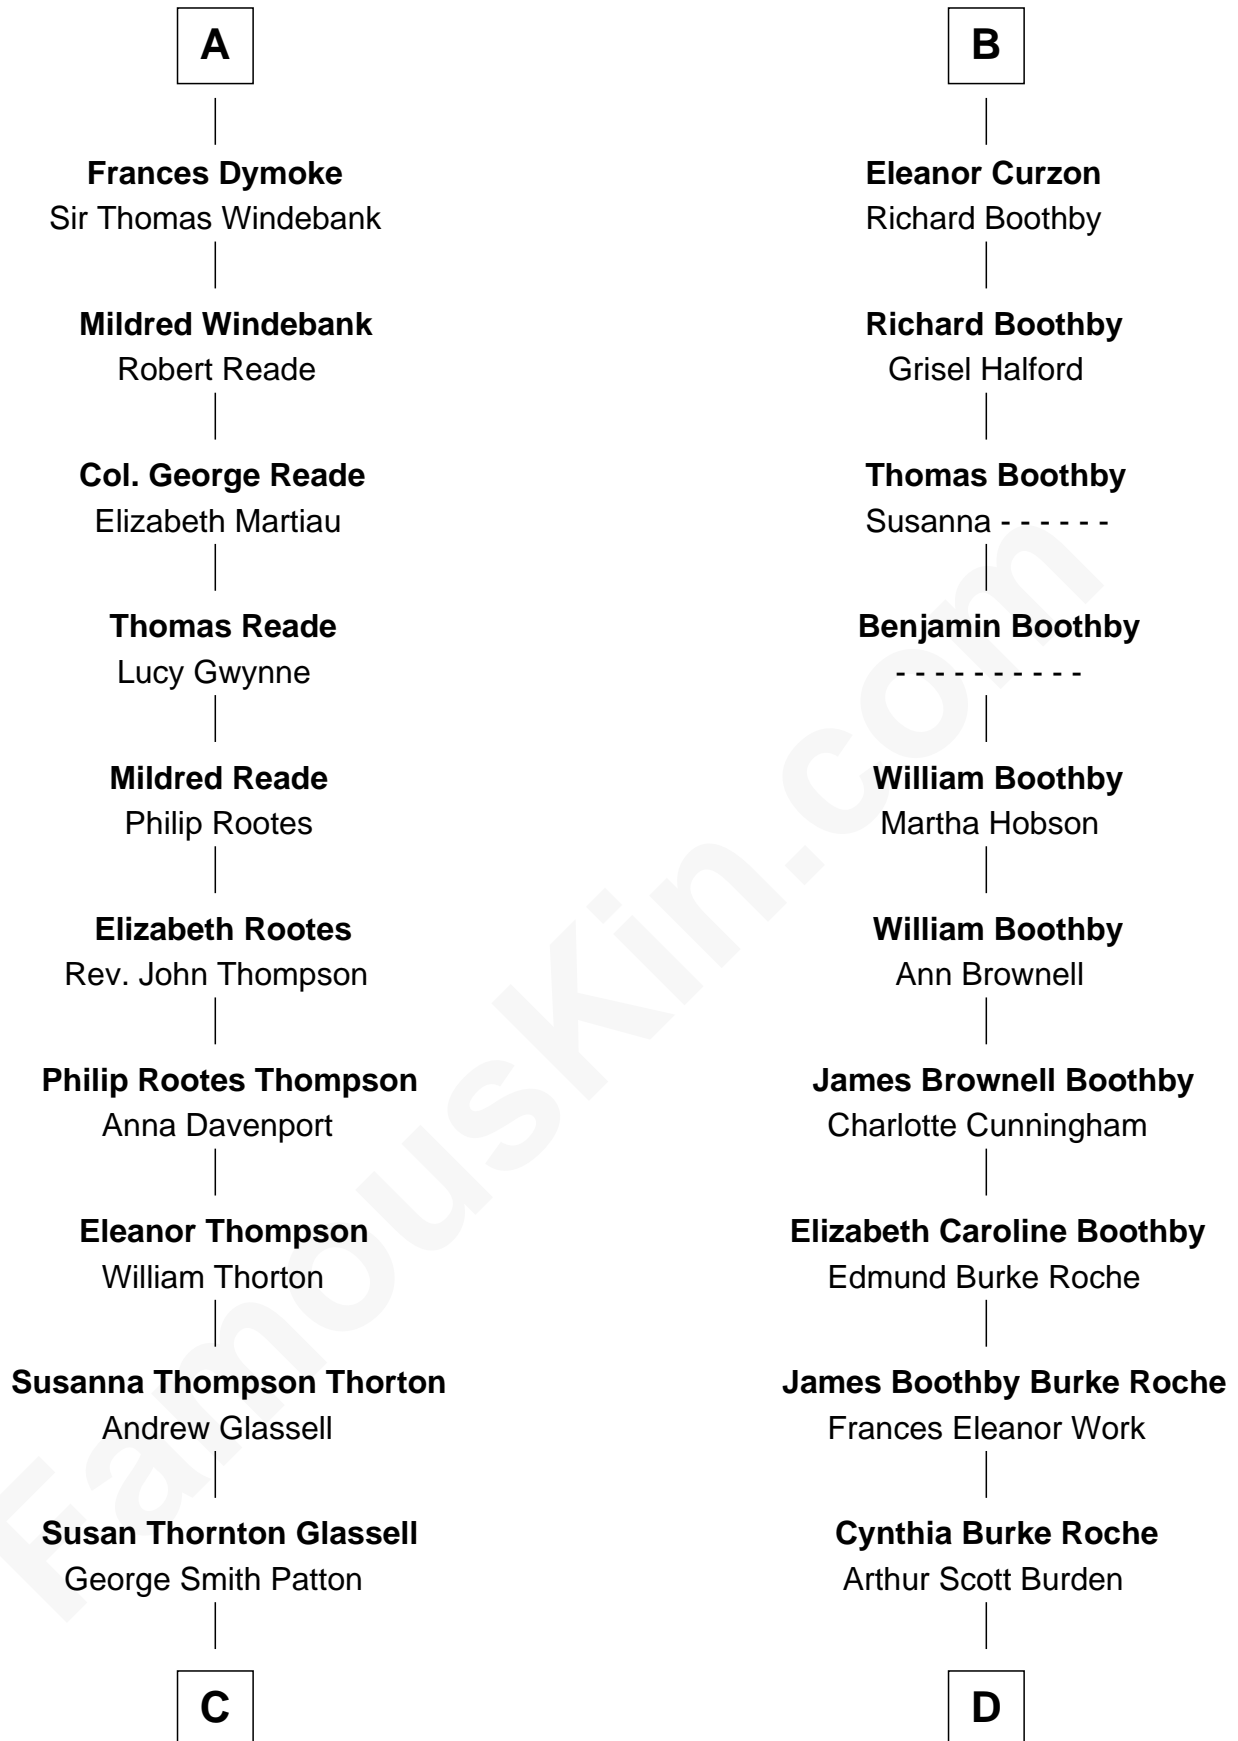 A
Frances Dymoke
Sir Thomas Windebank
Mildred Windebank
Robert Reade
Col. George Reade
Elizabeth Martiau
Thomas Reade
Lucy Gwynne
Mildred Reade
Philip Rootes
Elizabeth Rootes
Rev. John Thompson
Philip Rootes Thompson
Anna Davenport
Eleanor Thompson
William Thorton
Susanna Thompson Thorton
Andrew Glassell
Susan Thornton Glassell
George Smith Patton
C
B
Eleanor Curzon
Richard Boothby
Richard Boothby
Grisel Halford
Thomas Boothby
Susanna - - - - - -
Benjamin Boothby
- - - - - - - - - -
William Boothby
Martha Hobson
William Boothby
Ann Brownell
James Brownell Boothby
Charlotte Cunningham
Elizabeth Caroline Boothby
Edmund Burke Roche
James Boothby Burke Roche
Frances Eleanor Work
Cynthia Burke Roche
Arthur Scott Burden
D
FamousKin.com